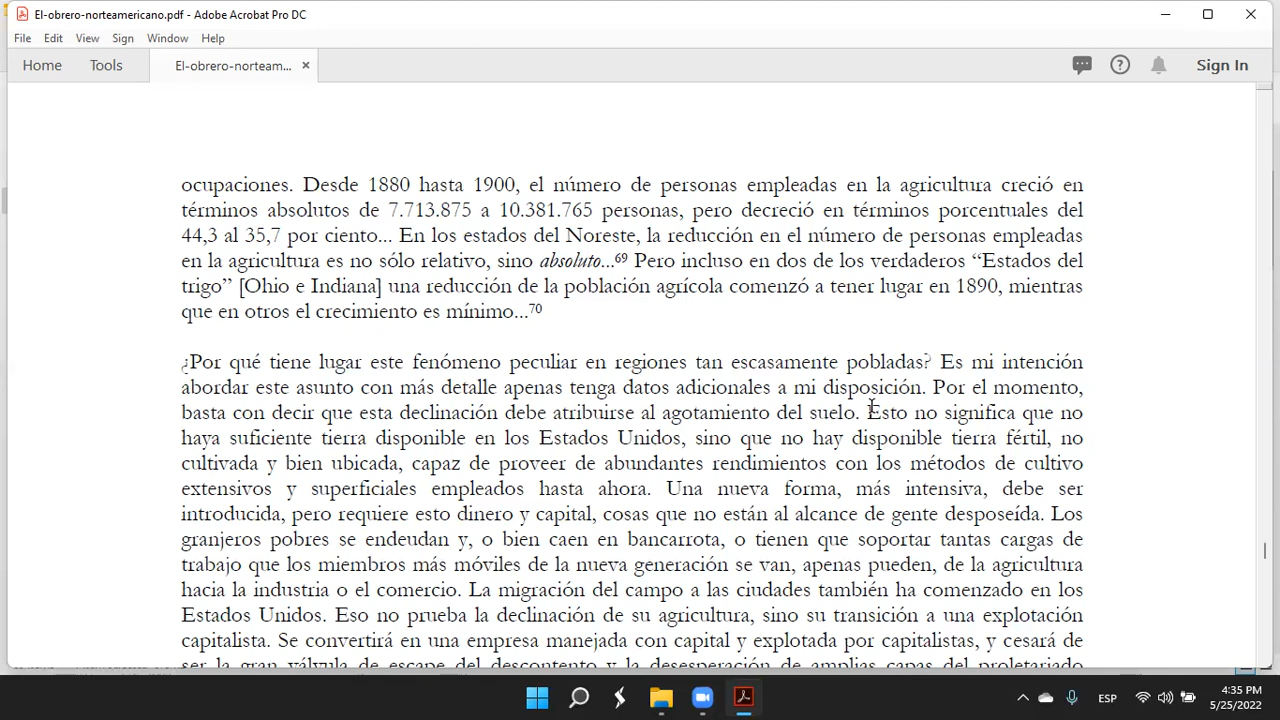 El-obrero-norteamericano.pdf - Adobe Acrobat Pro DC
File Edit View Sign Window Help
Home Tools El-obrero-norteam... × Sign In
ocupaciones. Desde 1880 hasta 1900, el número de personas empleadas en la agricultura creció en
términos absolutos de 7.713.875 a 10.381.765 personas, pero decreció en términos porcentuales del
44,3 al 35,7 por ciento... En los estados del Noreste, la reducción en el número de personas empleadas
en la agricultura es no sólo relativo, sino absoluto...69 Pero incluso en dos de los verdaderos “Estados del
trigo” [Ohio e Indiana] una reducción de la población agrícola comenzó a tener lugar en 1890, mientras
que en otros el crecimiento es mínimo...70
¿Por qué tiene lugar este fenómeno peculiar en regiones tan escasamente pobladas? Es mi intención
abordar este asunto con más detalle apenas tenga datos adicionales a mi disposición. Por el momento,
basta con decir que esta declinación debe atribuirse al agotamiento del suelo. Esto no significa que no
haya suficiente tierra disponible en los Estados Unidos, sino que no hay disponible tierra fértil, no
cultivada y bien ubicada, capaz de proveer de abundantes rendimientos con los métodos de cultivo
extensivos y superficiales empleados hasta ahora. Una nueva forma, más intensiva, debe ser
introducida, pero requiere esto dinero y capital, cosas que no están al alcance de gente desposeída. Los
granjeros pobres se endeudan y, o bien caen en bancarrota, o tienen que soportar tantas cargas de
trabajo que los miembros más móviles de la nueva generación se van, apenas pueden, de la agricultura
hacia la industria o el comercio. La migración del campo a las ciudades también ha comenzado en los
Estados Unidos. Eso no prueba la declinación de su agricultura, sino su transición a una explotación
capitalista. Se convertirá en una empresa manejada con capital y explotada por capitalistas, y cesará de
ser la gran válvula de escape del descontento y la desesperación de amplias capas del proletariado
ESP
4:35 PM
5/25/2022